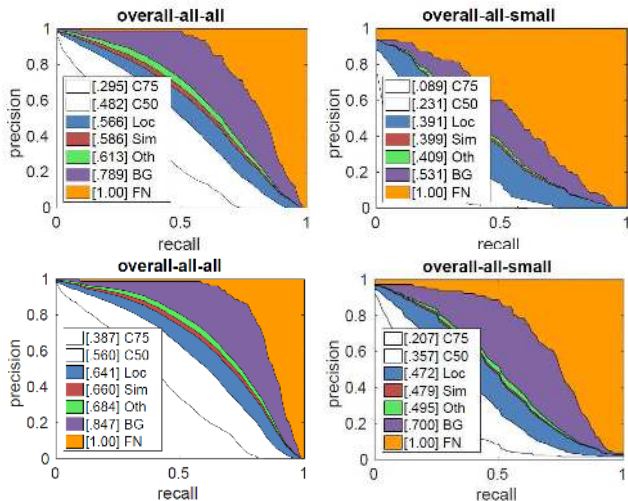 overall-all-all
precision
1
0.8
0.6
0.4
0.2
0
[.295] C75
[.482] C50
[.566] Loc
[.586] Sim
[.613] Oth
[.789] BG
[1.00] FN
0
0.5
1
recall
overall-all-small
precision
1
0.8
0.6
0.4
0.2
0
[.089] C75
[.231] C50
[.391] Loc
[.399] Sim
[.409] Oth
[.531] BG
[1.00] FN
0
0.5
1
recall
overall-all-all
precision
1
0.8
0.6
0.4
0.2
0
[.387] C75
[.560] C50
[.641] Loc
[.660] Sim
[.684] Oth
[.847] BG
[1.00] FN
0
0.5
1
recall
overall-all-small
precision
1
0.8
0.6
0.4
0.2
0
[.207] C75
[.357] C50
[.472] Loc
[.479] Sim
[.495] Oth
[.700] BG
[1.00] FN
0
0.5
1
recall